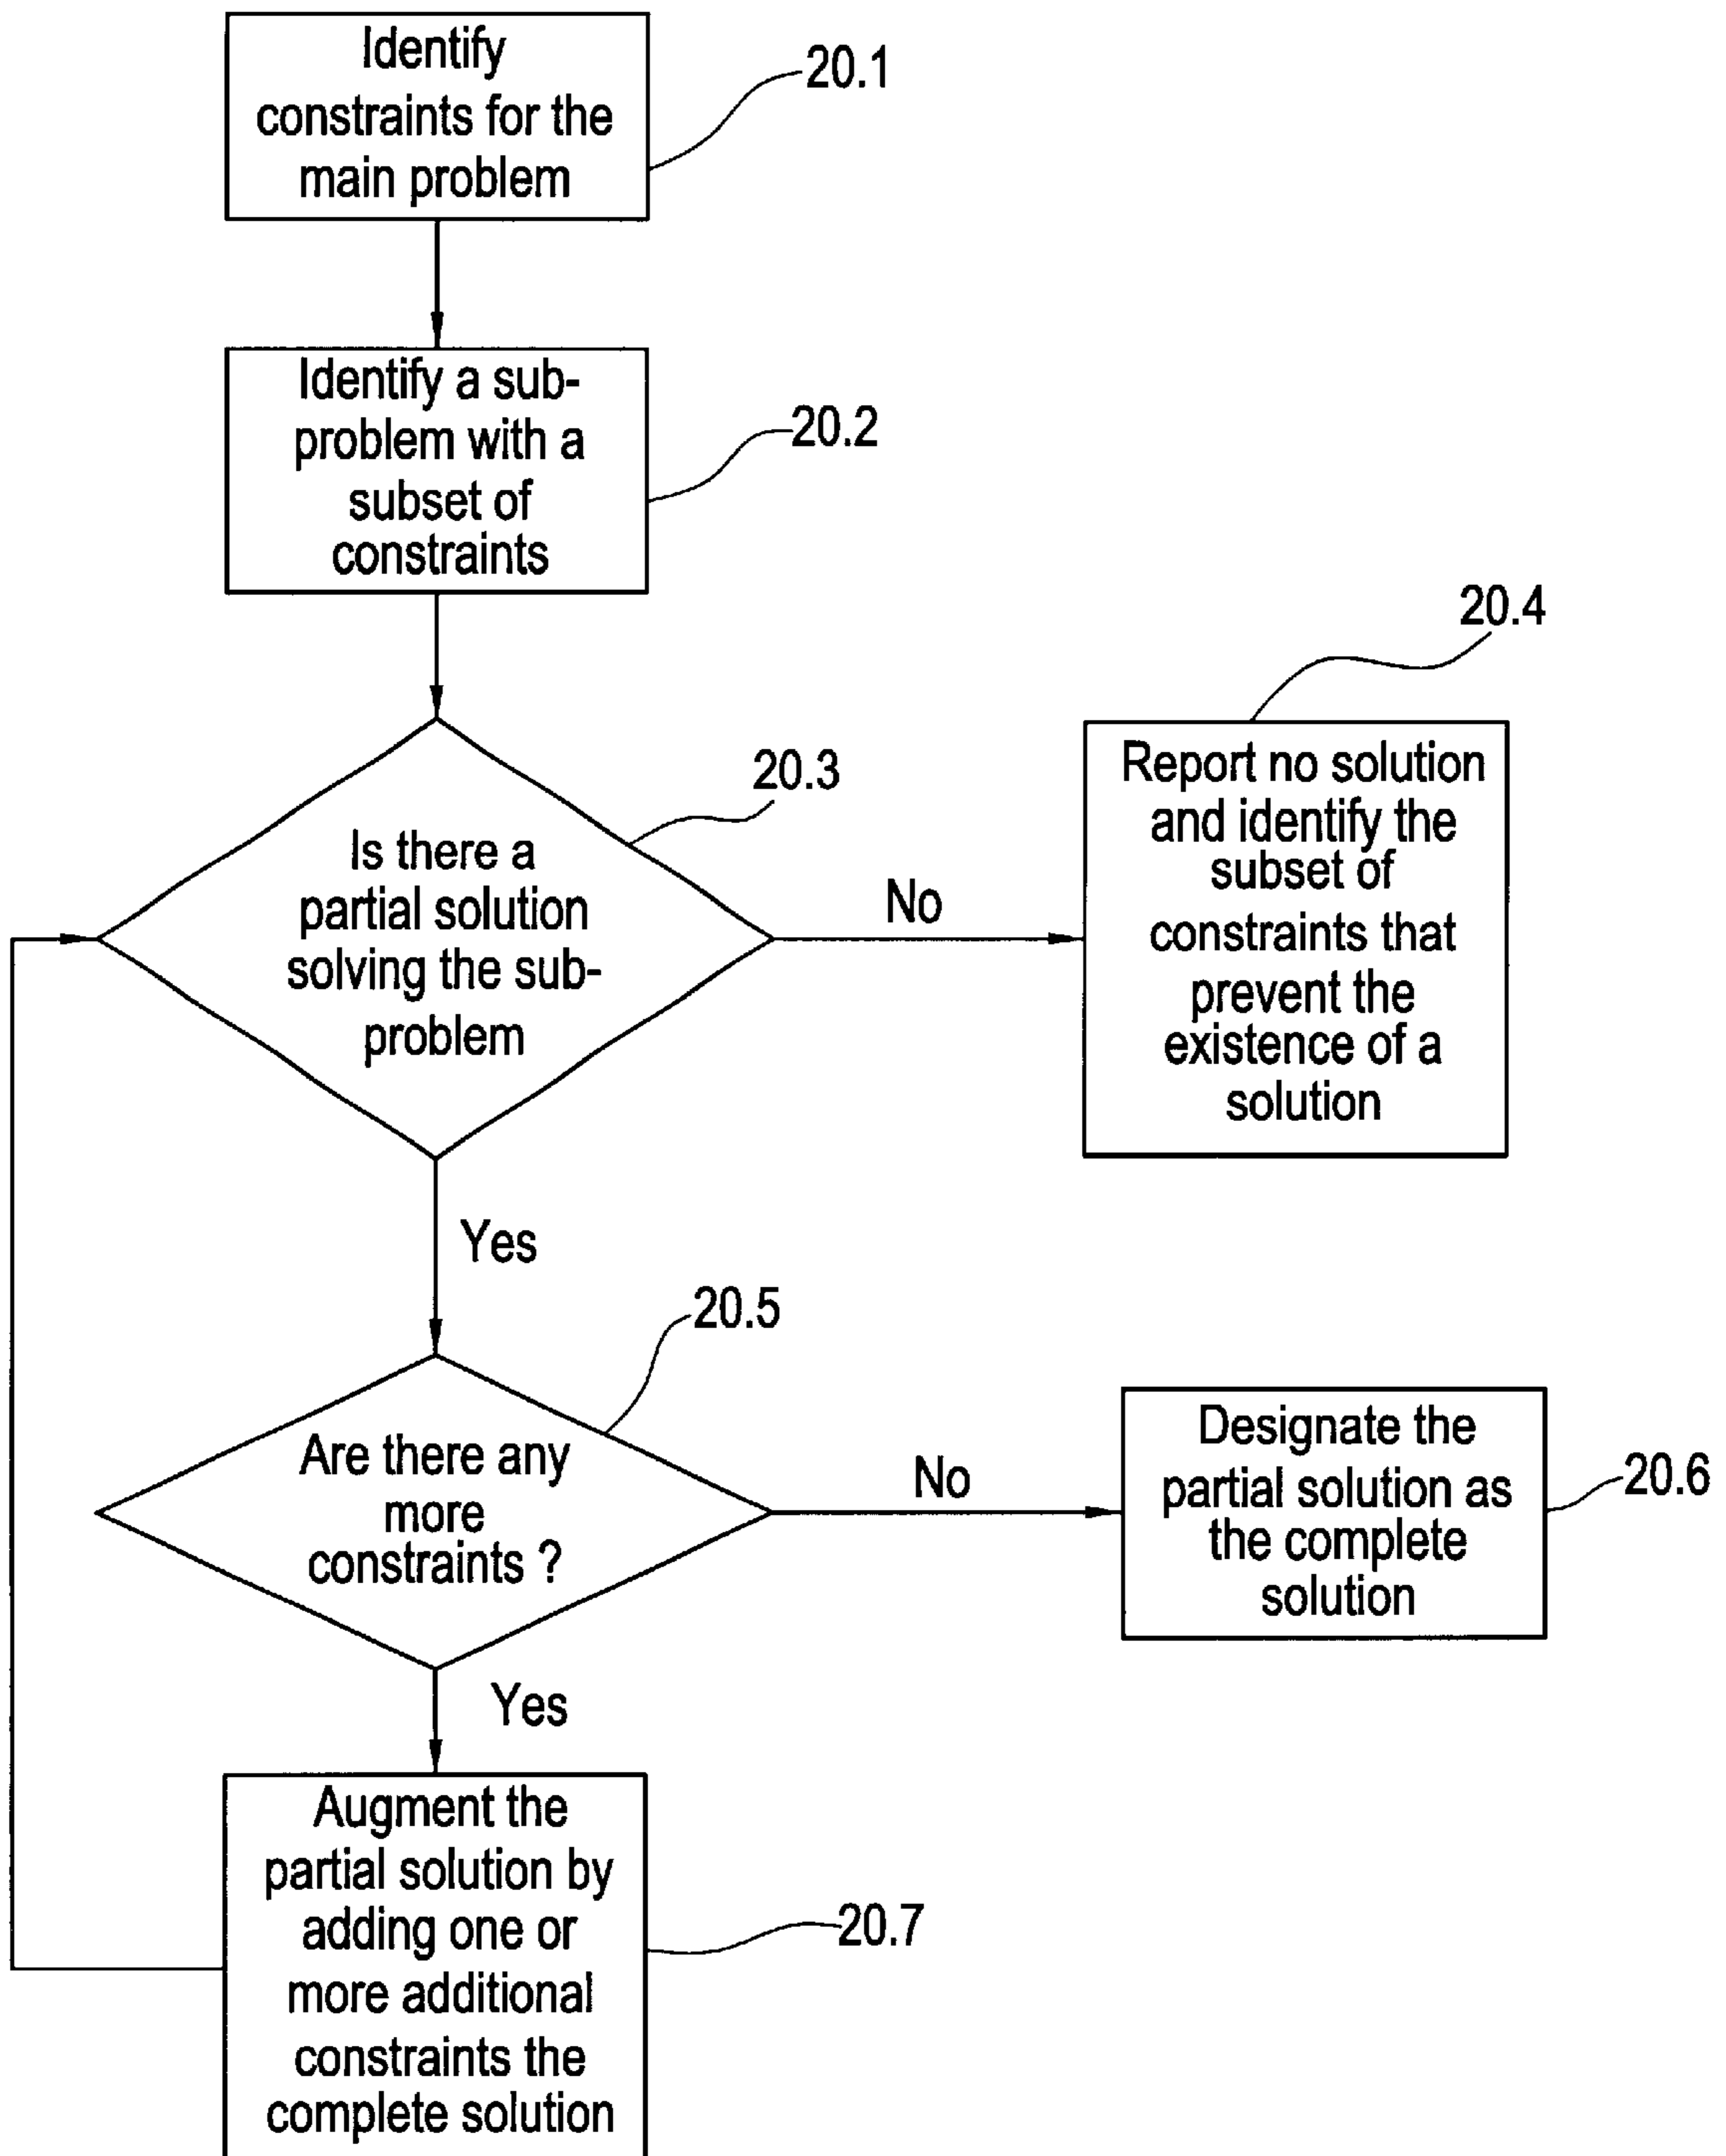 Identify
constraints for the
main problem
20.1
Identify a sub-
problem with a
subset of
constraints
20.2
Is there a
partial solution
solving the sub-
problem
20.3
No
Report no solution
and identify the
subset of
constraints that
prevent the
existence of a
solution
20.4
Yes
Are there any
more
constraints ?
20.5
No
Designate the
partial solution as
the complete
solution
20.6
Yes
Augment the
partial solution by
adding one or
more additional
constraints the
complete solution
20.7